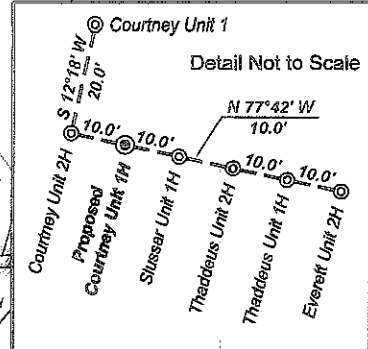 Courtney Unit 1
Detail Not to Scale
S 12°18' W
20.0'
N 77°42' W
10.0'
10.0'
10.0'
10.0'
10.0'
Courtney Unit 2H
Proposed
Courtney Unit 1H
Slussar Unit 1H
Thaddeus Unit 2H
Thaddeus Unit 1H
Everett Unit 2H